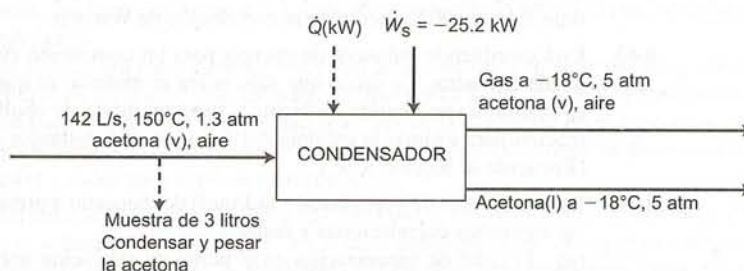 Q(kW)
Ẇs = −25.2 kW
Gas a −18°C, 5 atm
acetona (v), aire
142 L/s, 150°C, 1.3 atm
acetona (v), aire
CONDENSADOR
Acetona(l) a −18°C, 5 atm
Muestra de 3 litros
Condensar y pesar
la acetona